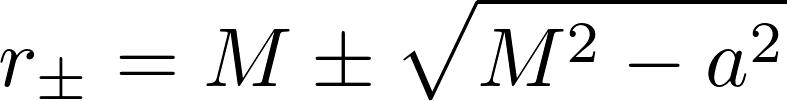 r± = M ± √(M² − a²)